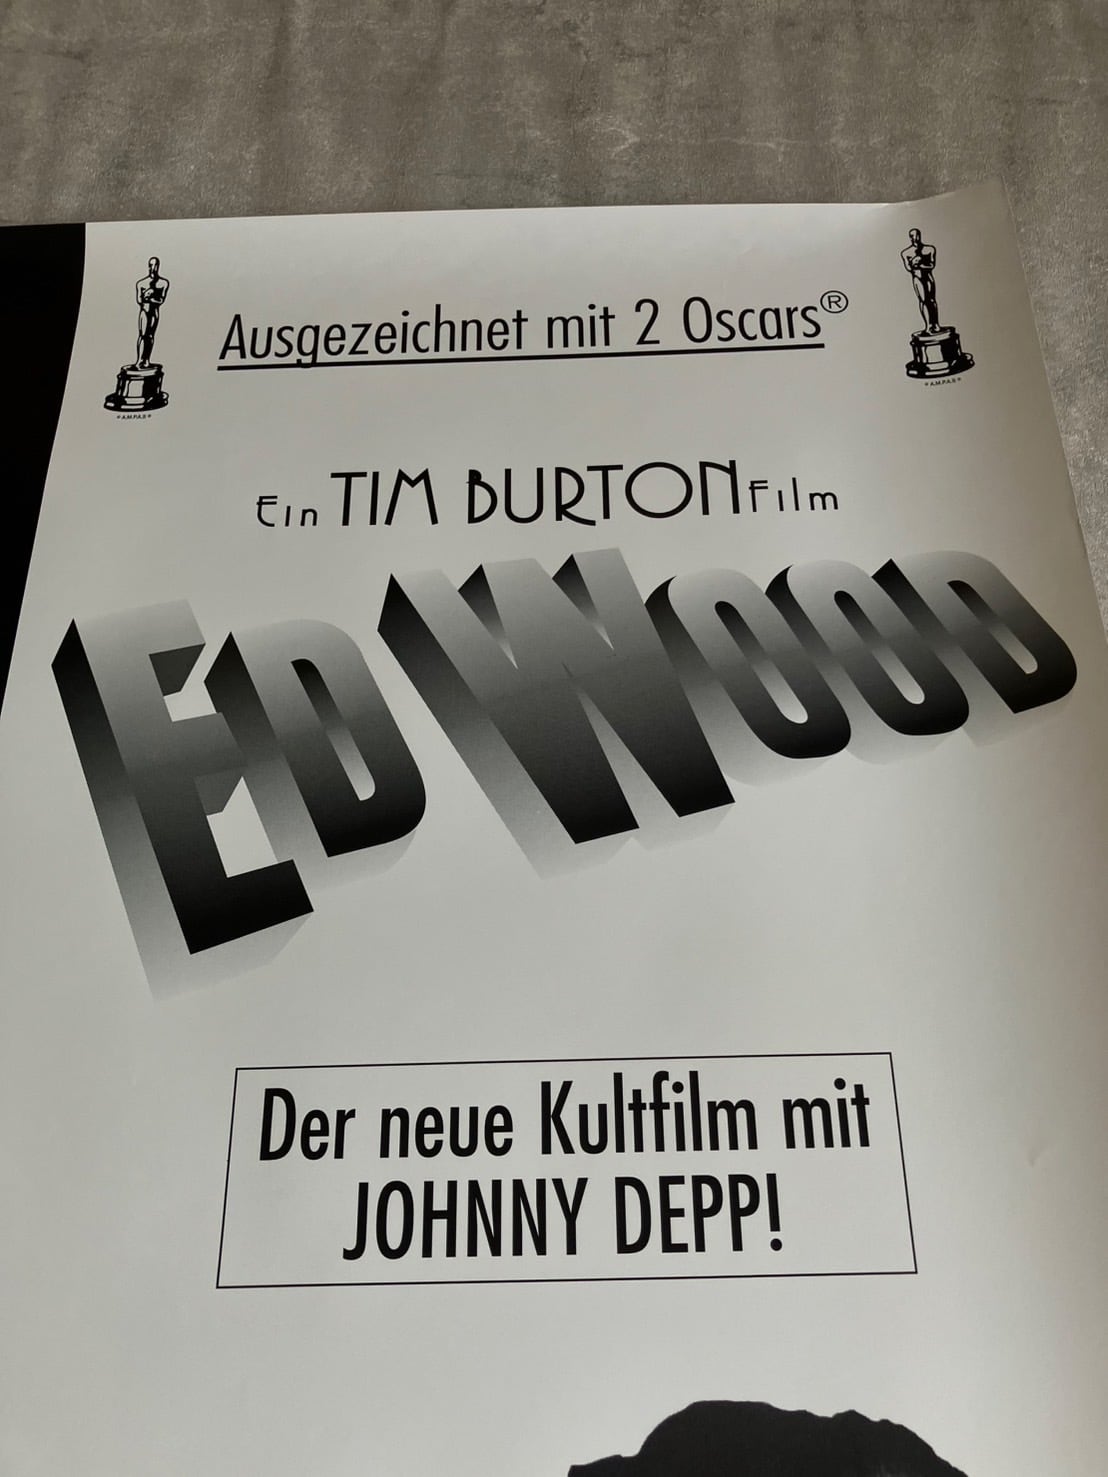 Ausgezeichnet mit 2 Oscars®
©A.M.P.A.S®
©A.M.P.A.S®
Ein TIM BURTON Film
ED WOOD
Der neue Kultfilm mit
JOHNNY DEPP!